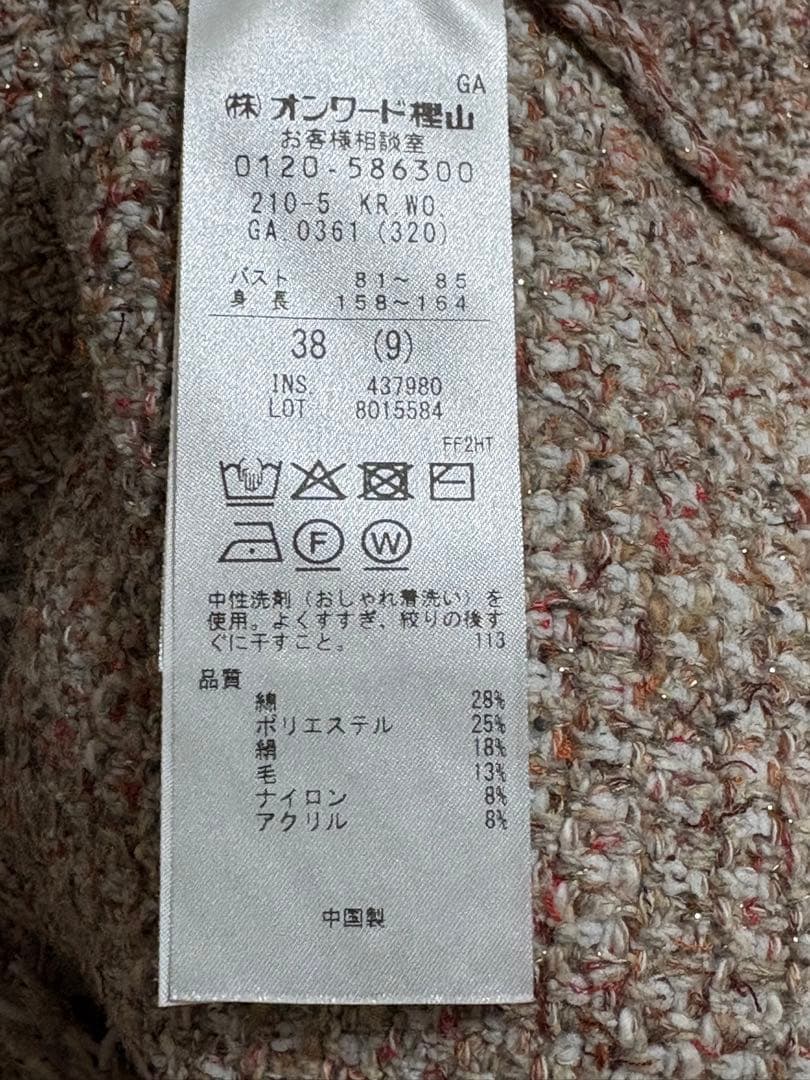 GA
(株)オンワード樫山
お客様相談室
0120-586300
210-5 KR.WO.
GA.0361 (320)
バスト 81～ 85
身長 158～164
38 (9)
INS. 437980
LOT 8015584
FF2HT
F W
中性洗剤（おしゃれ着洗い）を
使用。よくすすぎ、絞りの後す
ぐに干すこと。 113
品質
綿 28%
ポリエステル 25%
絹 18%
毛 13%
ナイロン 8%
アクリル 8%
中国製